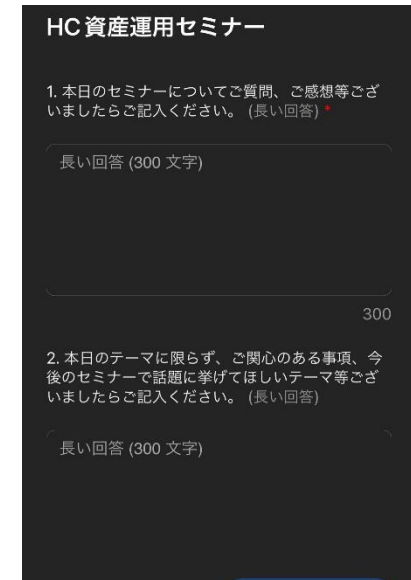 HC資産運用セミナー
1. 本日のセミナーについてご質問、ご感想等ござ
いましたらご記入ください。 (長い回答) *
長い回答 (300 文字)
300
2. 本日のテーマに限らず、ご関心のある事項、今
後のセミナーで話題に挙げてほしいテーマ等ござ
いましたらご記入ください。 (長い回答)
長い回答 (300 文字)